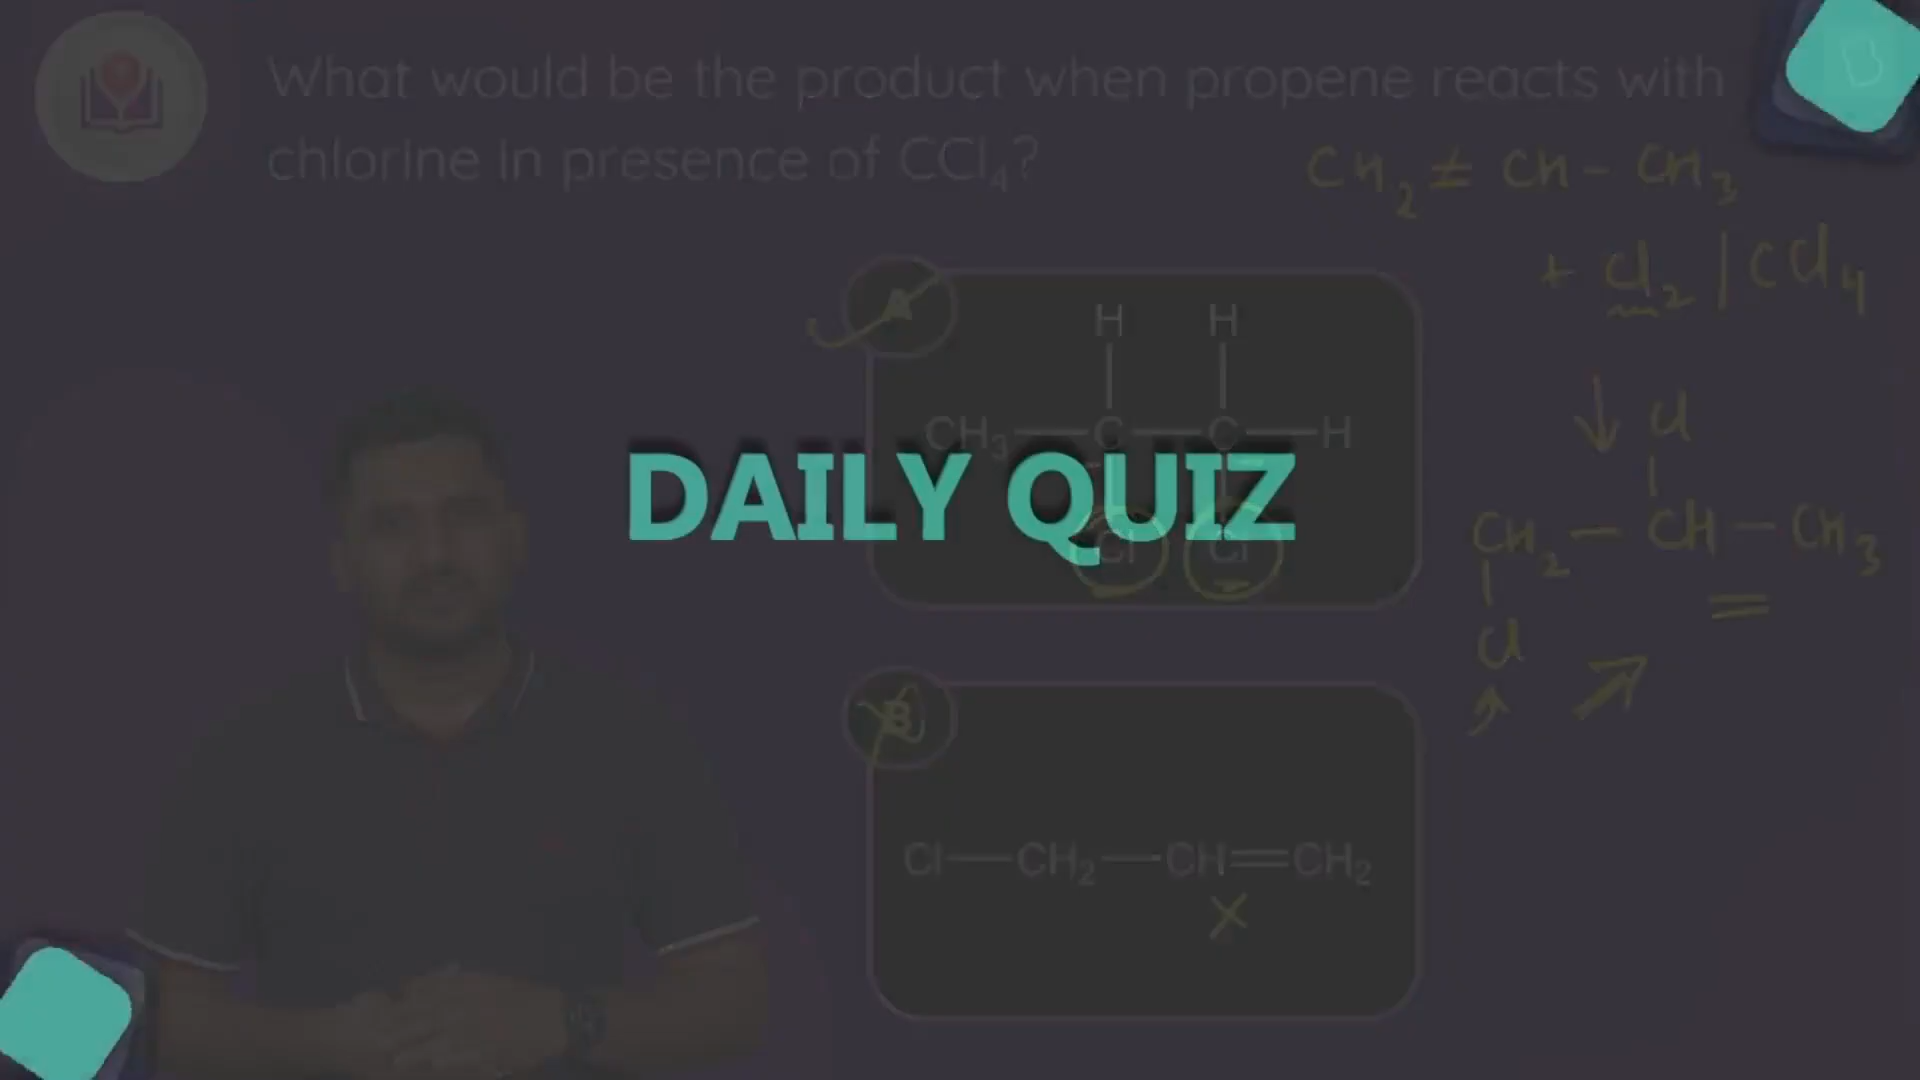 What would be the product when propene reacts with
chlorine in presence of CCl₄?
CH₂ = CH - CH₃
+ Cl₂ | CCl₄
↓
A
H H
CH₃—C—C—H
Cl Cl
DAILY QUIZ
Cl
CH₂ - CH - CH₃
Cl
B
Cl—CH₂—CH=CH₂